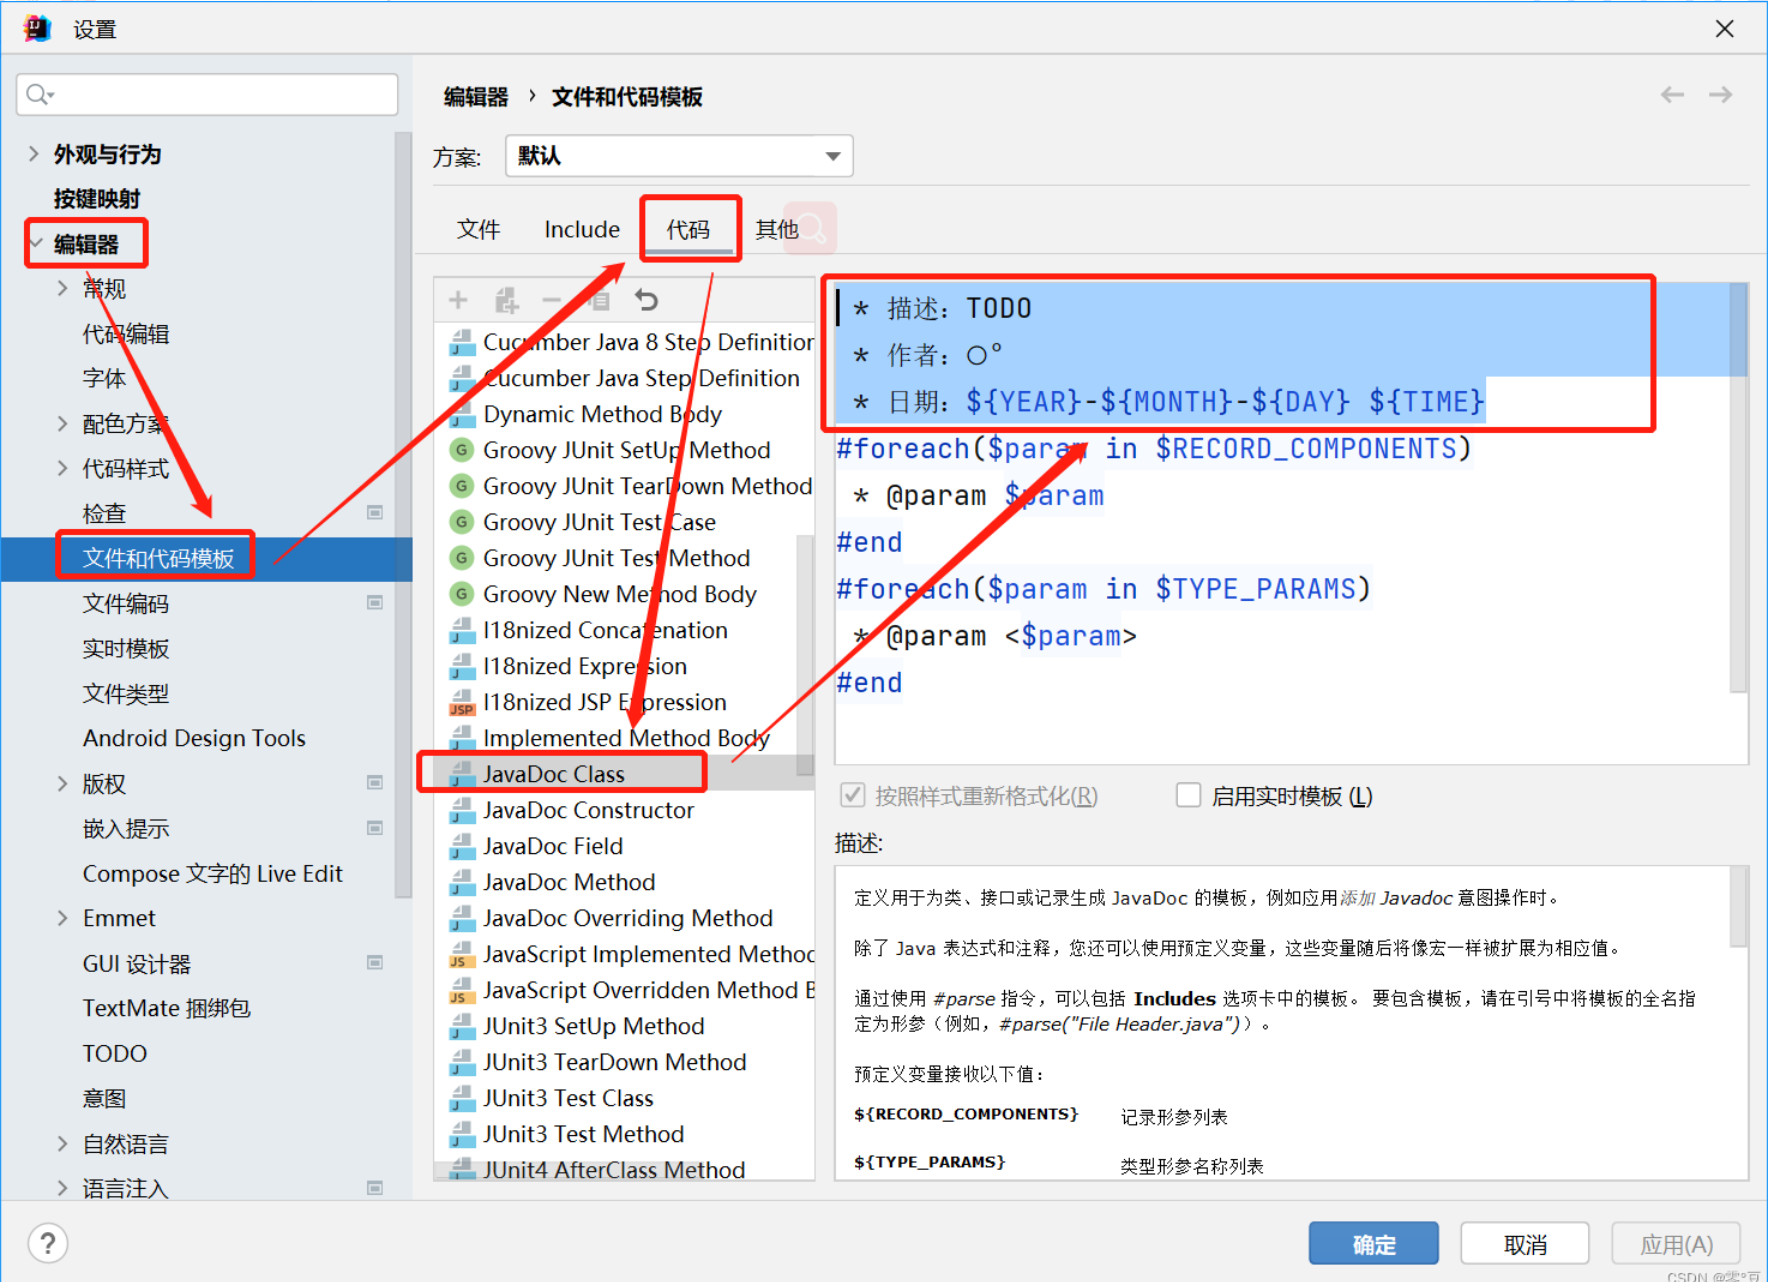 设置
编辑器 › 文件和代码模板
方案: 默认
文件 Include 代码 其他
外观与行为
按键映射
编辑器
常规
代码编辑
字体
配色方案
代码样式
检查
文件和代码模板
文件编码
实时模板
文件类型
Android Design Tools
版权
嵌入提示
Compose 文字的 Live Edit
Emmet
GUI 设计器
TextMate 捆绑包
TODO
意图
自然语言
语言注入
Cucumber Java 8 Step Definition
Cucumber Java Step Definition
Dynamic Method Body
Groovy JUnit SetUp Method
Groovy JUnit TearDown Method
Groovy JUnit Test Case
Groovy JUnit Test Method
Groovy New Method Body
I18nized Concatenation
I18nized Expression
I18nized JSP Expression
Implemented Method Body
JavaDoc Class
JavaDoc Constructor
JavaDoc Field
JavaDoc Method
JavaDoc Overriding Method
JavaScript Implemented Method
JavaScript Overridden Method B
JUnit3 SetUp Method
JUnit3 TearDown Method
JUnit3 Test Class
JUnit3 Test Method
JUnit4 AfterClass Method
* 描述：TODO
* 作者：○°
* 日期：${YEAR}-${MONTH}-${DAY} ${TIME}
#foreach($param in $RECORD_COMPONENTS)
* @param $param
#end
#foreach($param in $TYPE_PARAMS)
* @param <$param>
#end
按照样式重新格式化(R) 启用实时模板 (L)
描述:
定义用于为类、接口或记录生成 JavaDoc 的模板，例如应用添加 Javadoc 意图操作时。
除了 Java 表达式和注释，您还可以使用预定义变量，这些变量随后将像宏一样被扩展为相应值。
通过使用 #parse 指令，可以包括 Includes 选项卡中的模板。 要包含模板，请在引号中将模板的全名指
定为形参（例如，#parse("File Header.java")）。
预定义变量接收以下值：
${RECORD_COMPONENTS} 记录形参列表
${TYPE_PARAMS} 类型形参名称列表
? 确定 取消 应用(A)
CSDN @零°豆